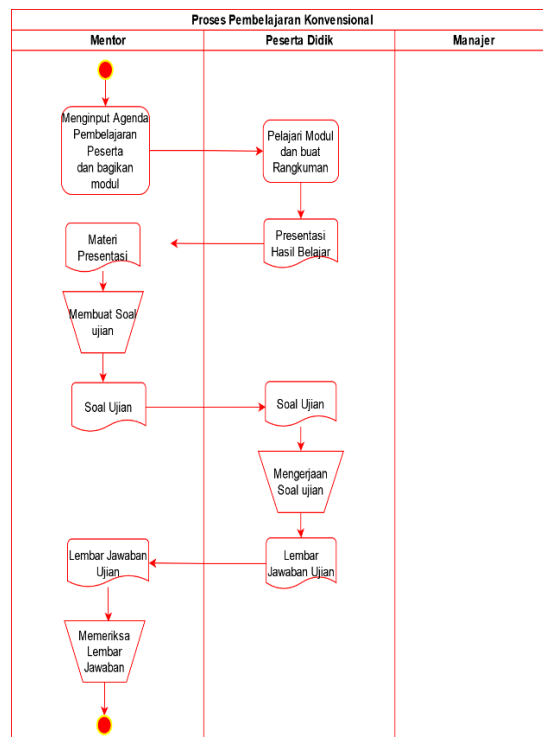 Proses Pembelajaran Konvensional
Mentor
Peserta Didik
Manajer
Menginput Agenda
Pembelajaran
Peserta
dan bagikan
modul
Pelajari Modul
dan buat
Rangkuman
Materi
Presentasi
Presentasi
Hasil Belajar
Membuat Soal
ujian
Soal Ujian
Soal Ujian
Mengerjaan
Soal ujian
Lembar Jawaban
Ujian
Lembar
Jawaban Ujian
Memeriksa
Lembar
Jawaban